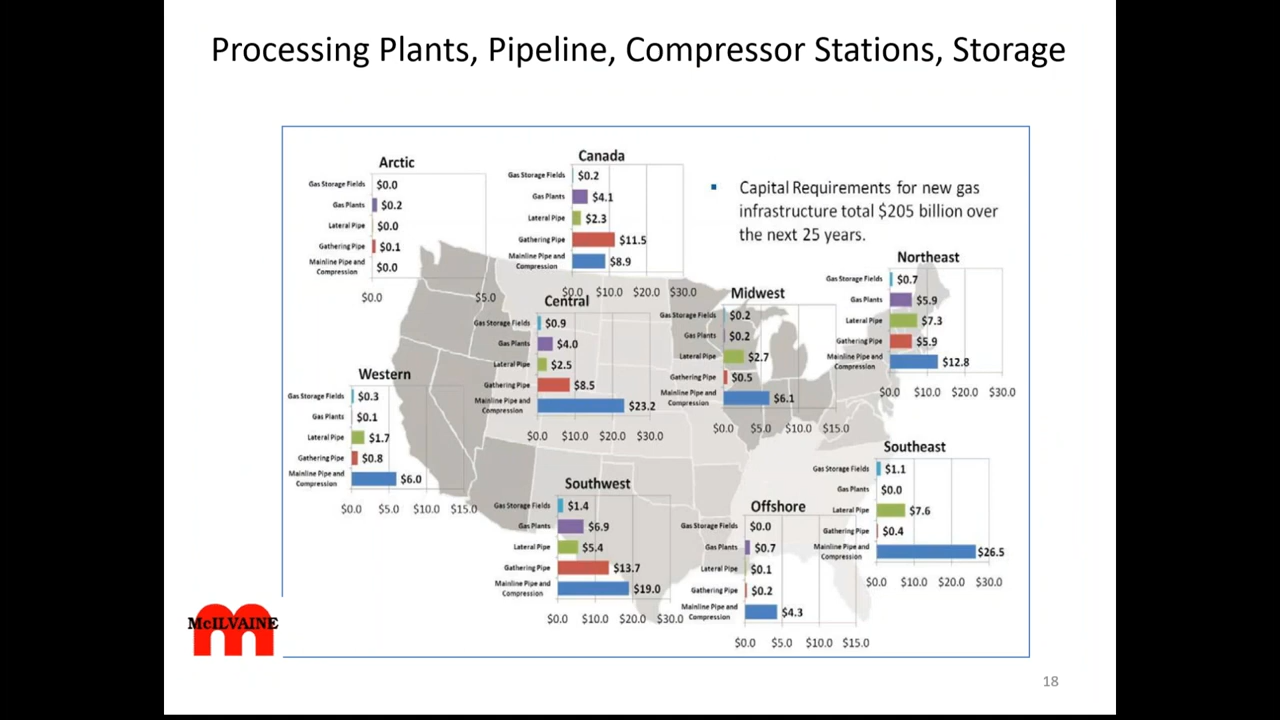 Processing Plants, Pipeline, Compressor Stations, Storage
Arctic
Gas Storage Fields $0.0
Gas Plants $0.2
Lateral Pipe $0.0
Gathering Pipe $0.1
Mainline Pipe and
Compression $0.0
$0.0 $5.0
Canada
Gas Storage Fields $0.2
Gas Plants $4.1
Lateral Pipe $2.3
Gathering Pipe $11.5
Mainline Pipe and
Compression $8.9
$0.0 $10.0 $20.0 $30.0
Capital Requirements for new gas
infrastructure total $205 billion over
the next 25 years.
Northeast
Gas Storage Fields $0.7
Gas Plants $5.9
Lateral Pipe $7.3
Gathering Pipe $5.9
Mainline Pipe and
Compression $12.8
$0.0 $10.0 $20.0 $30.0
Central
Gas Storage Fields $0.9
Gas Plants $4.0
Lateral Pipe $2.5
Gathering Pipe $8.5
Mainline Pipe and
Compression $23.2
$0.0 $10.0 $20.0 $30.0
Midwest
Gas Storage Fields $0.2
Gas Plants $0.2
Lateral Pipe $2.7
Gathering Pipe $0.5
Mainline Pipe and
Compression $6.1
$0.0 $5.0 $10.0 $15.0
Western
Gas Storage Fields $0.3
Gas Plants $0.1
Lateral Pipe $1.7
Gathering Pipe $0.8
Mainline Pipe and
Compression $6.0
$0.0 $5.0 $10.0 $15.0
Southwest
Gas Storage Fields $1.4
Gas Plants $6.9
Lateral Pipe $5.4
Gathering Pipe $13.7
Mainline Pipe and
Compression $19.0
$0.0 $10.0 $20.0 $30.0
Offshore
Gas Storage Fields $0.0
Gas Plants $0.7
Lateral Pipe $0.1
Gathering Pipe $0.2
Mainline Pipe and
Compression $4.3
$0.0 $5.0 $10.0 $15.0
Southeast
Gas Storage Fields $1.1
Gas Plants $0.0
Lateral Pipe $7.6
Gathering Pipe $0.4
Mainline Pipe and
Compression $26.5
$0.0 $10.0 $20.0 $30.0
McILVAINE
18